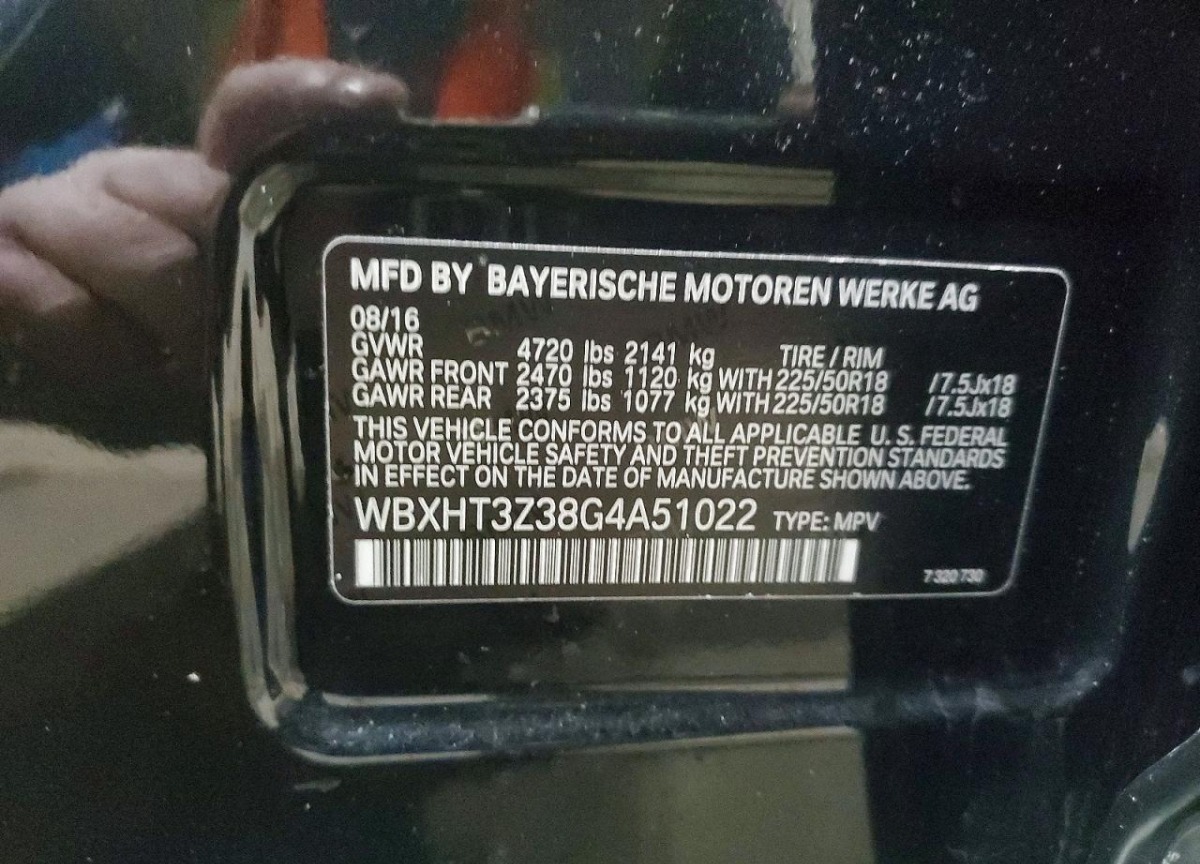 MFD BY BAYERISCHE MOTOREN WERKE AG
08/16
GVWR 4720 lbs 2141 kg TIRE / RIM
GAWR FRONT 2470 lbs 1120 kg WITH 225/50R18 /7.5Jx18
GAWR REAR 2375 lbs 1077 kg WITH 225/50R18 /7.5Jx18
THIS VEHICLE CONFORMS TO ALL APPLICABLE U. S. FEDERAL
MOTOR VEHICLE SAFETY AND THEFT PREVENTION STANDARDS
IN EFFECT ON THE DATE OF MANUFACTURE SHOWN ABOVE.
WBXHT3Z38G4A51022 TYPE: MPV
7 320 730